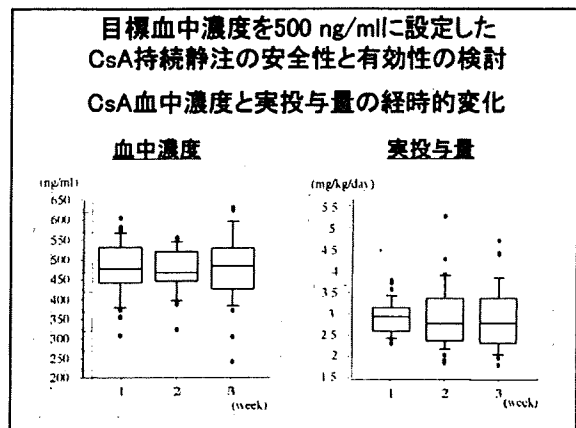 目標血中濃度を500 ng/mlに設定した
CsA持続静注の安全性と有効性の検討
CsA血中濃度と実投与量の経時的変化
血中濃度
実投与量
(ng/ml)
650
600
550
500
450
400
350
300
250
200
1 2 3
(week)
(mg/kg/day)
5 5
5
4 5
4
3 5
3
2 5
2
1 5
1 2 3
(week)